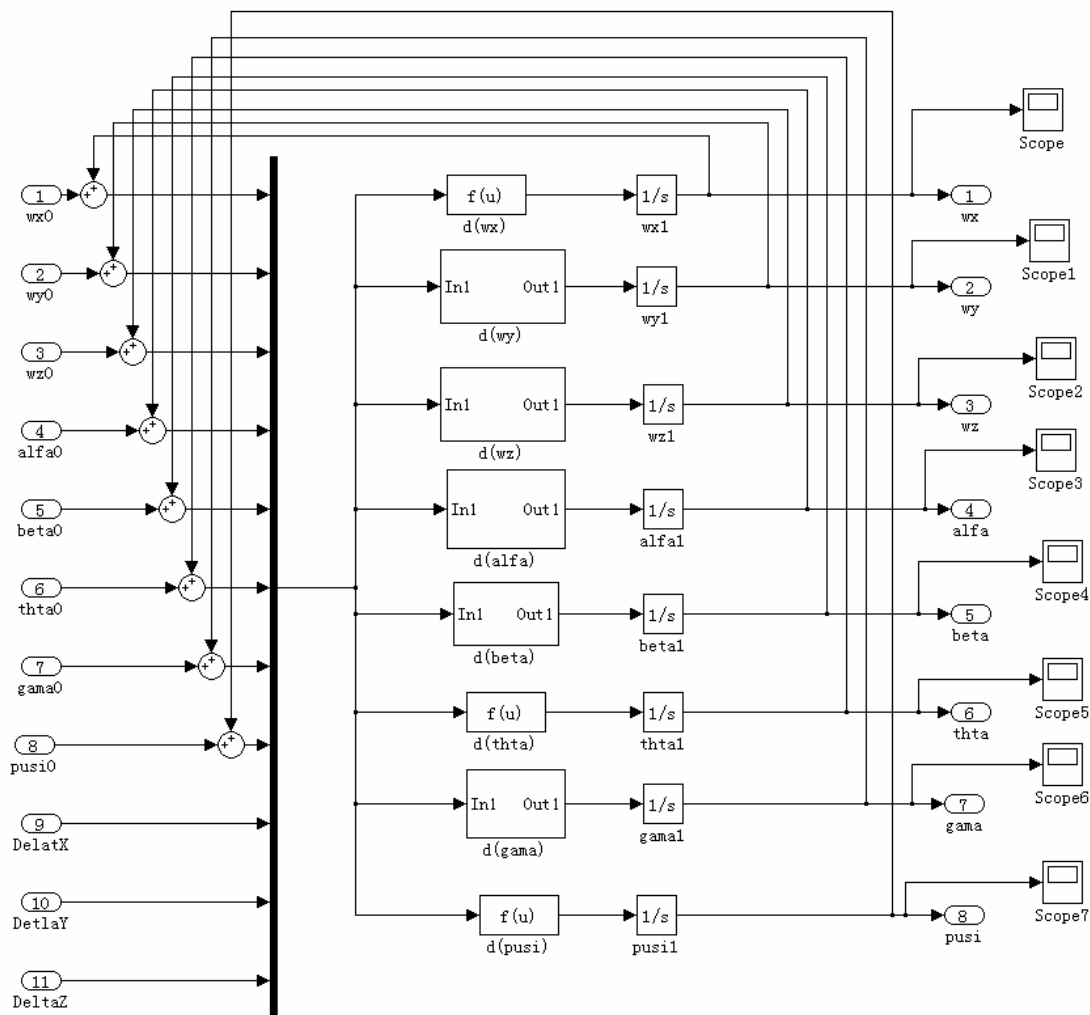 Scope
1
wx0
+
+
f(u)
d(wx)
1/s
wx1
1
wx
2
wy0
+
+
In1 Out1
d(wy)
1/s
wy1
Scope1
2
wy
3
wz0
+
+
In1 Out1
d(wz)
1/s
wz1
Scope2
3
wz
4
alfa0
+
+
In1 Out1
d(alfa)
1/s
alfa1
Scope3
4
alfa
5
beta0
+
+
In1 Out1
d(beta)
1/s
beta1
Scope4
5
beta
6
thta0
+
+
f(u)
d(thta)
1/s
thta1
Scope5
6
thta
7
gama0
+
+
In1 Out1
d(gama)
1/s
gama1
Scope6
7
gama
8
pusi0
+
+
f(u)
d(pusi)
1/s
pusi1
Scope7
8
pusi
9
DelatX
10
DetlaY
11
DeltaZ